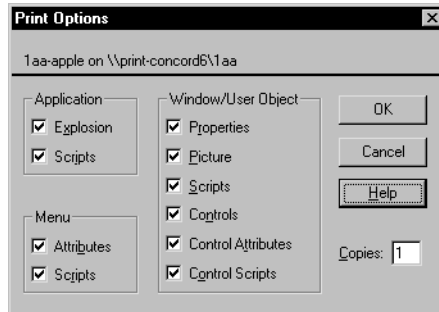 Print Options
1aa-apple on \\print-concord6\1aa
Application
Explosion
Scripts
Menu
Attributes
Scripts
Window/User Object
Properties
Picture
Scripts
Controls
Control Attributes
Control Scripts
OK
Cancel
Help
Copies: 1